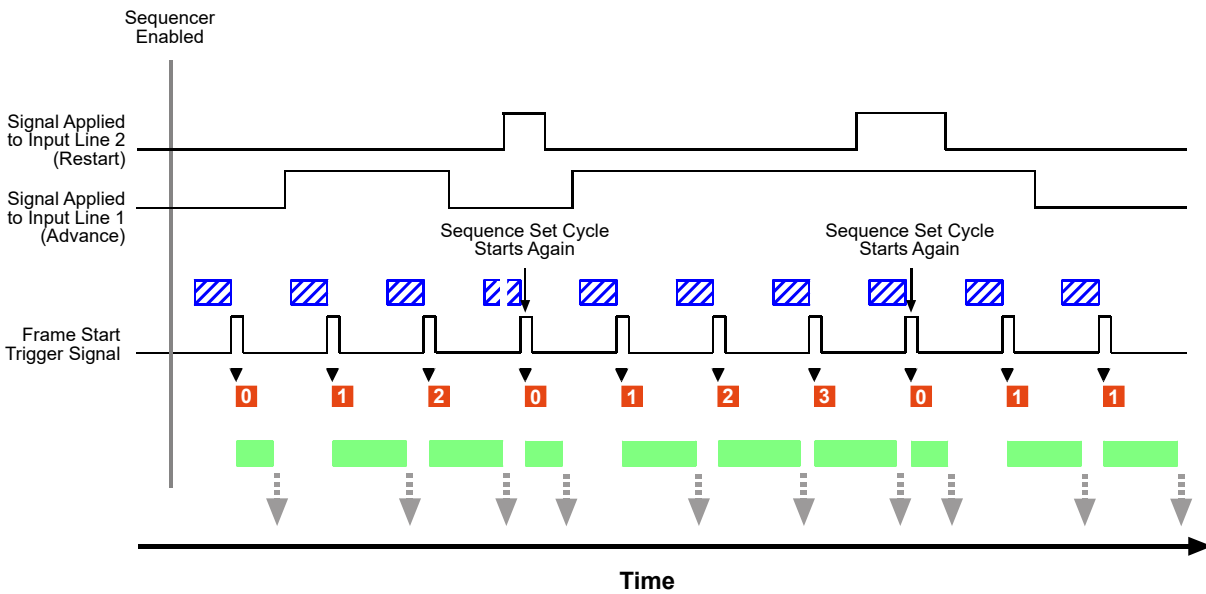 Sequencer
Enabled
Signal Applied
to Input Line 2
(Restart)
Signal Applied
to Input Line 1
(Advance)
Sequence Set Cycle
Starts Again
Sequence Set Cycle
Starts Again
Frame Start
Trigger Signal
0 1 2 0 1 2 3 0 1 1
Time